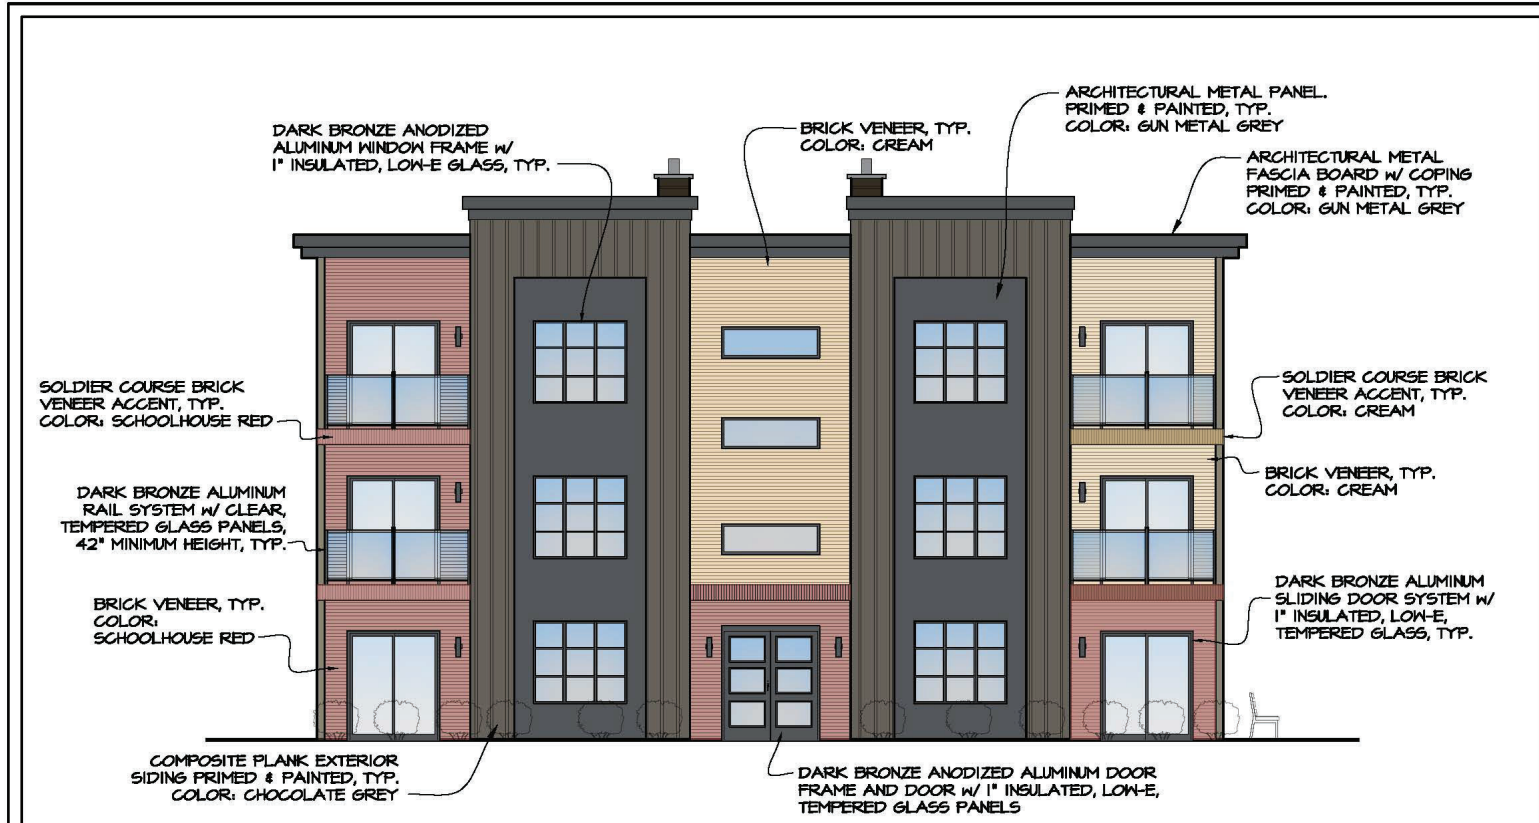 DARK BRONZE ANODIZED
ALUMINUM WINDOW FRAME W/
1" INSULATED, LOW-E GLASS, TYP.
BRICK VENEER, TYP.
COLOR: CREAM
ARCHITECTURAL METAL PANEL.
PRIMED & PAINTED, TYP.
COLOR: GUN METAL GREY
ARCHITECTURAL METAL
FASCIA BOARD W/ COPING
PRIMED & PAINTED, TYP.
COLOR: GUN METAL GREY
SOLDIER COURSE BRICK
VENEER ACCENT, TYP.
COLOR: SCHOOLHOUSE RED
SOLDIER COURSE BRICK
VENEER ACCENT, TYP.
COLOR: CREAM
BRICK VENEER, TYP.
COLOR: CREAM
DARK BRONZE ALUMINUM
RAIL SYSTEM W/ CLEAR,
TEMPERED GLASS PANELS,
42" MINIMUM HEIGHT, TYP.
BRICK VENEER, TYP.
COLOR:
SCHOOLHOUSE RED
DARK BRONZE ALUMINUM
SLIDING DOOR SYSTEM W/
1" INSULATED, LOW-E,
TEMPERED GLASS, TYP.
COMPOSITE PLANK EXTERIOR
SIDING PRIMED & PAINTED, TYP.
COLOR: CHOCOLATE GREY
DARK BRONZE ANODIZED ALUMINUM DOOR
FRAME AND DOOR W/ 1" INSULATED, LOW-E,
TEMPERED GLASS PANELS